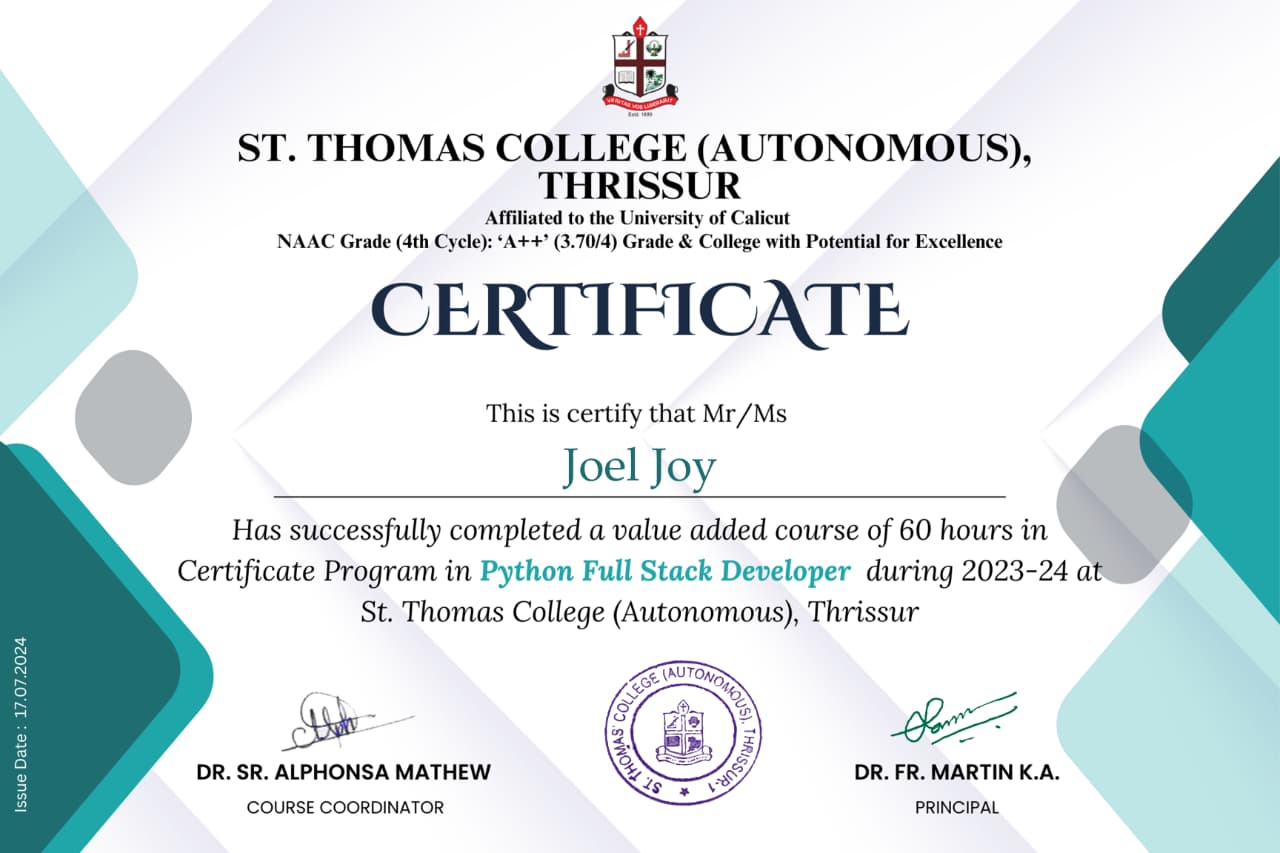 VERITAS VOS LIBERABIT
Estd. 1889
ST. THOMAS COLLEGE (AUTONOMOUS),
THRISSUR
Affiliated to the University of Calicut
NAAC Grade (4th Cycle): ‘A++’ (3.70/4) Grade & College with Potential for Excellence
CERTIFICATE
This is certify that Mr/Ms
Joel Joy
Has successfully completed a value added course of 60 hours in
Certificate Program in Python Full Stack Developer during 2023-24 at
St. Thomas College (Autonomous), Thrissur
ST. THOMAS' COLLEGE (AUTONOMOUS), THRISSUR-1
DR. SR. ALPHONSA MATHEW
COURSE COORDINATOR
DR. FR. MARTIN K.A.
PRINCIPAL
Issue Date : 17.07.2024